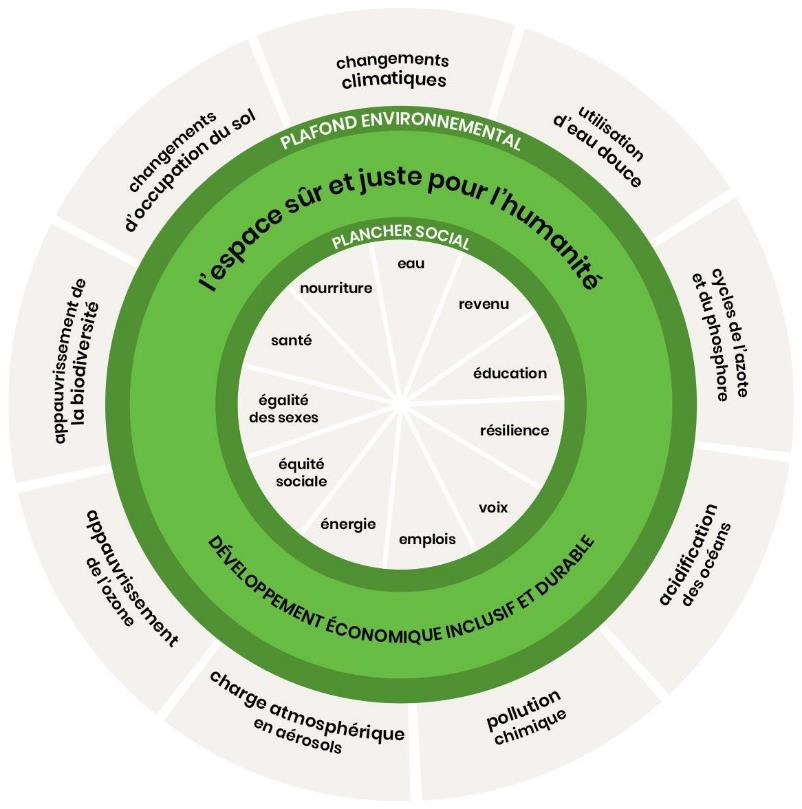 changements
climatiques
utilisation
d'eau douce
cycles de l'azote
et du phosphore
acidification
des océans
pollution
chimique
charge atmosphérique
en aérosols
appauvrissement
de l'ozone
appauvrissement de
la biodiversité
changements
d'occupation du sol
PLAFOND ENVIRONNEMENTAL
l'espace sûr et juste pour l'humanité
PLANCHER SOCIAL
eau
revenu
éducation
résilience
voix
emplois
énergie
équité
sociale
égalité
des sexes
santé
nourriture
DÉVELOPPEMENT ÉCONOMIQUE INCLUSIF ET DURABLE